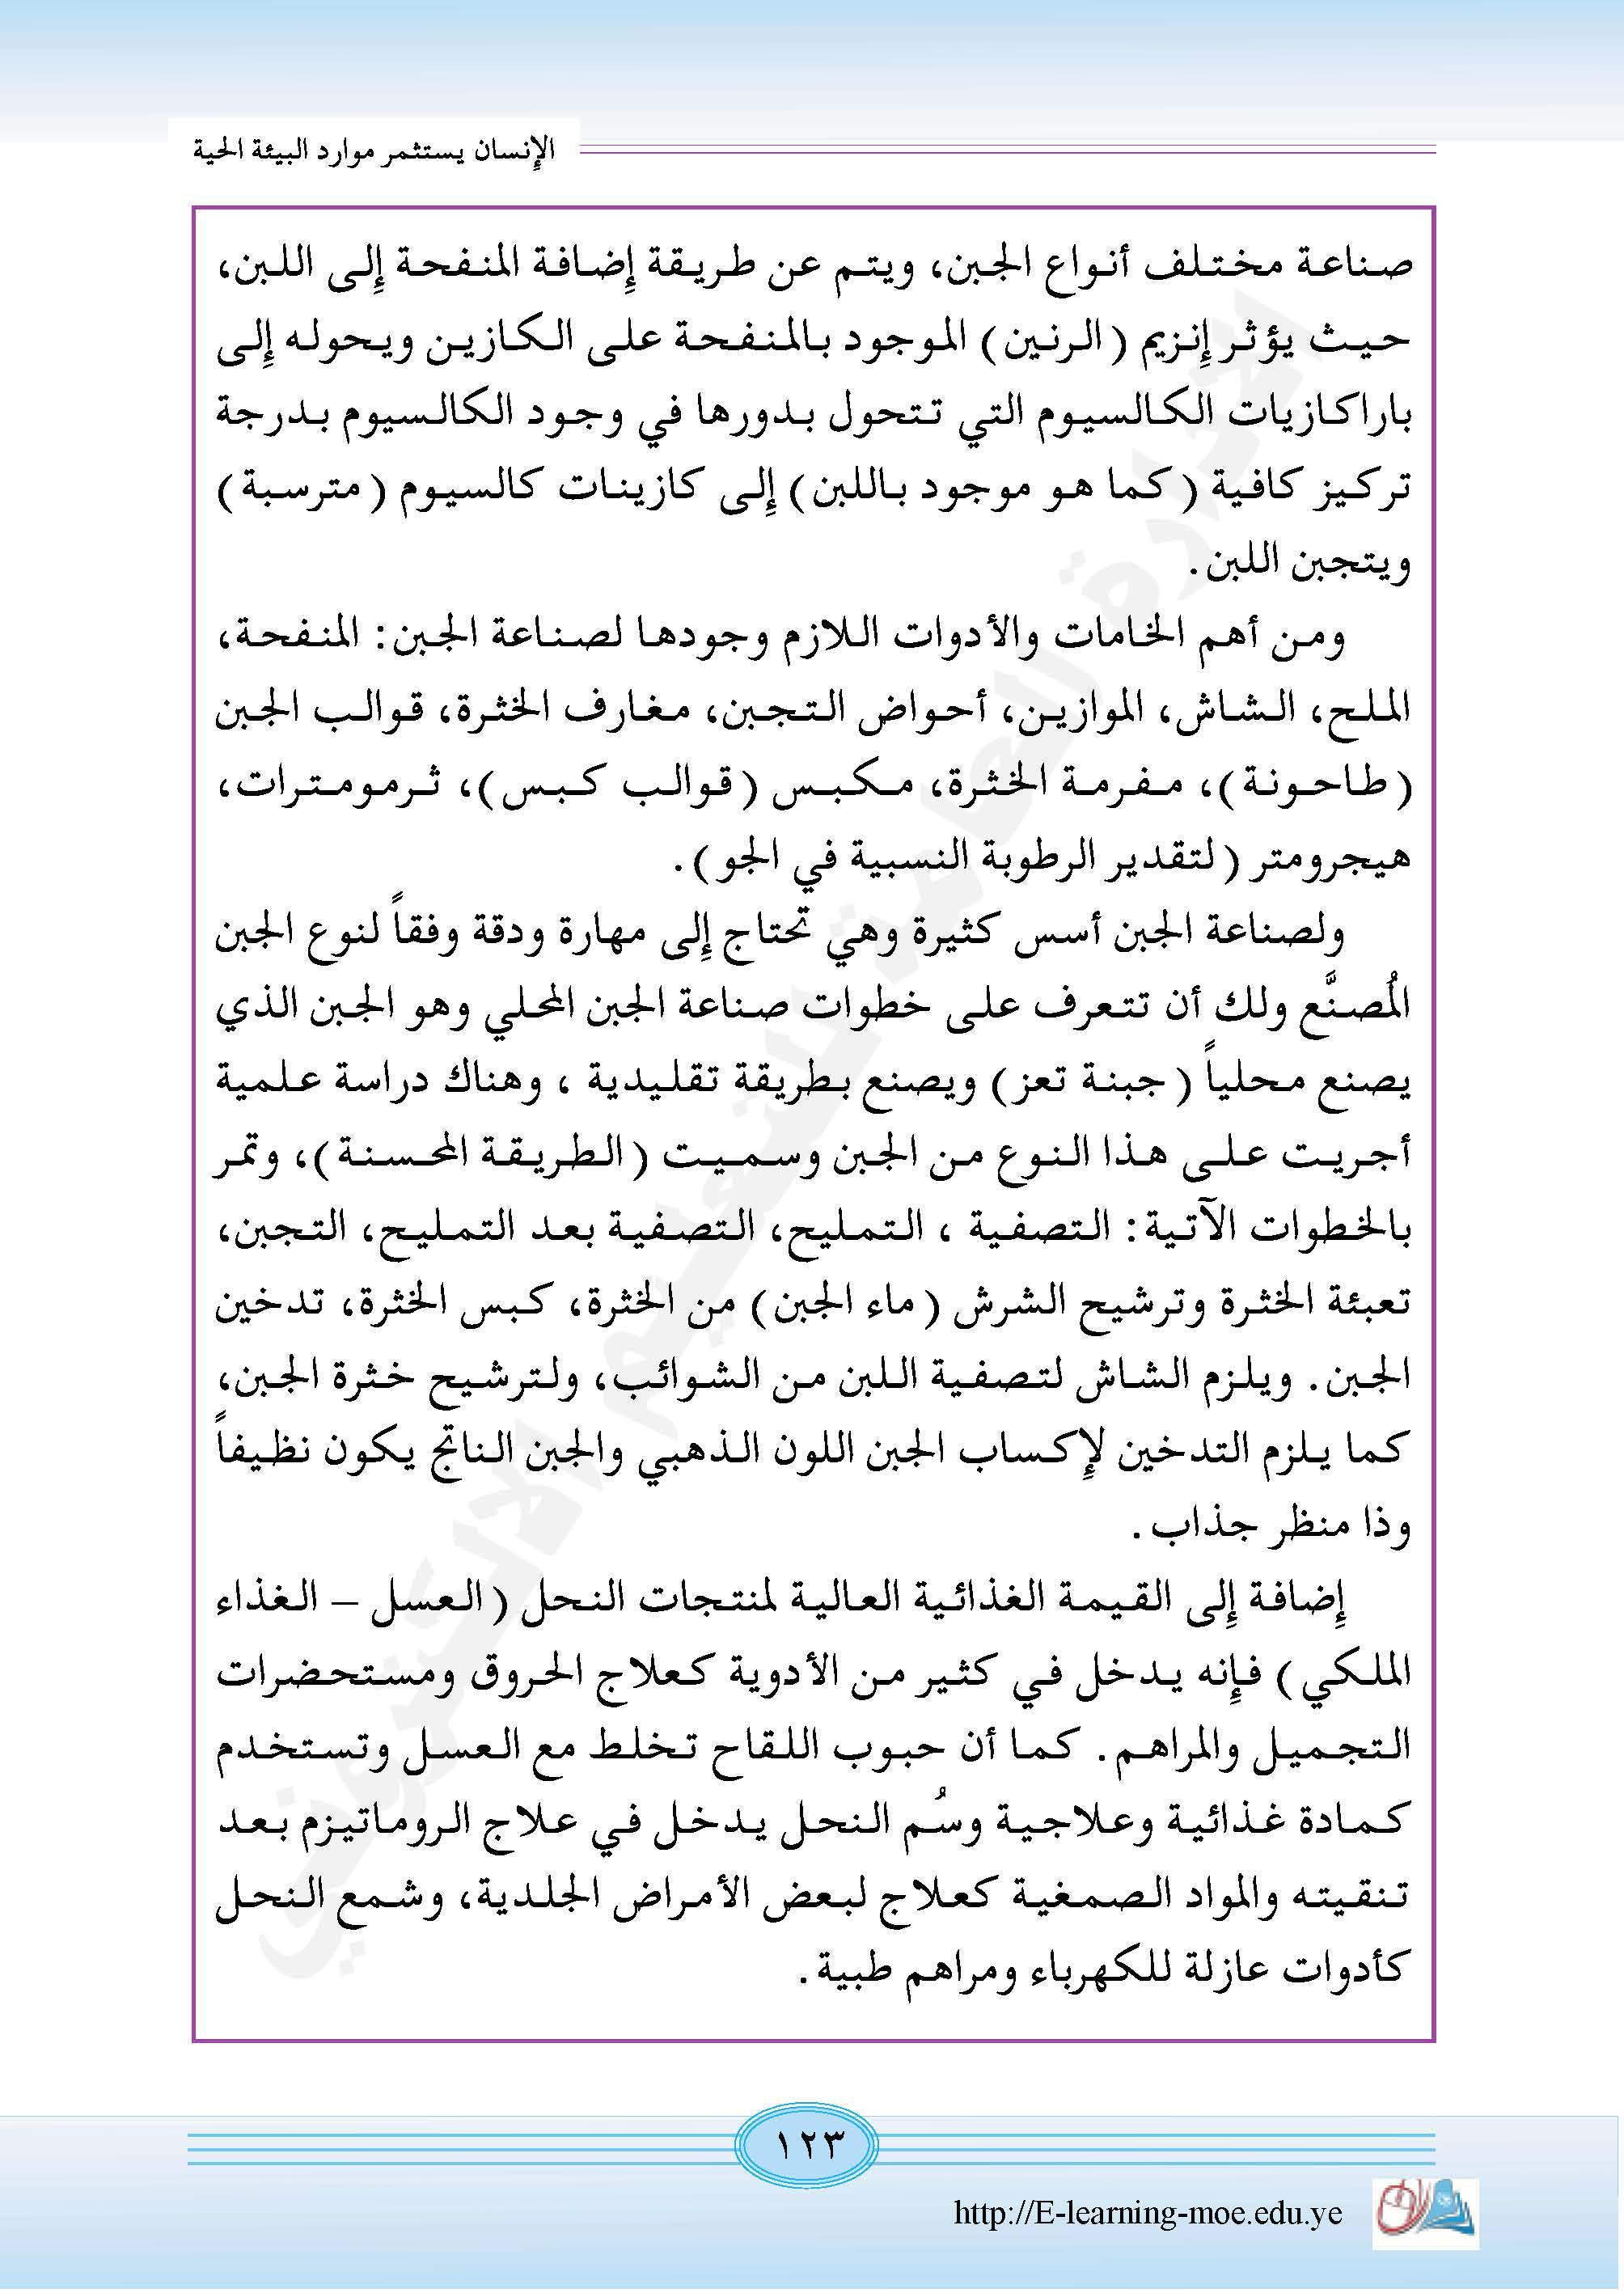 الإنسان يستثمر موارد البيئة الحية
صناعة مختلف أنواع الجبن، ويتم عن طريقة إضافة المنفحة إلى اللبن،
حيث يؤثر إنزيم (الرنين) الموجود بالمنفحة على الكازين ويحوله إلى
باراكازيات الكالسيوم التي تتحول بدورها في وجود الكالسيوم بدرجة
تركيز كافية (كما هو موجود باللبن) إلى كازينات كالسيوم (مترسبة)
ويتجبن اللبن.
ومن أهم الخامات والأدوات اللازم وجودها لصناعة الجبن: المنفحة،
الملح، الشاش، الموازين، أحواض التجبن، مغارف الخثرة، قوالب الجبن
(طاحونة)، مفرمة الخثرة، مكبس (قوالب كبس)، ثرمومترات،
هيجرومتر (لتقدير الرطوبة النسبية في الجو).
ولصناعة الجبن أسس كثيرة وهي تحتاج إلى مهارة ودقة وفقاً لنوع الجبن
المُصنَّع ولك أن تتعرف على خطوات صناعة الجبن المحلي وهو الجبن الذي
يصنع محلياً (جبنة تعز) ويصنع بطريقة تقليدية ، وهناك دراسة علمية
أجريت على هذا النوع من الجبن وسميت (الطريقة المحسنة)، وتمر
بالخطوات الآتية: التصفية ، التمليح، التصفية بعد التمليح، التجبن،
تعبئة الخثرة وترشيح الشرش (ماء الجبن) من الخثرة، كبس الخثرة، تدخين
الجبن. ويلزم الشاش لتصفية اللبن من الشوائب، ولترشيح خثرة الجبن،
كما يلزم التدخين لإكساب الجبن اللون الذهبي والجبن الناتج يكون نظيفاً
وذا منظر جذاب.
إضافة إلى القيمة الغذائية العالية لمنتجات النحل (العسل – الغذاء
الملكي) فإنه يدخل في كثير من الأدوية كعلاج الحروق ومستحضرات
التجميل والمراهم. كما أن حبوب اللقاح تخلط مع العسل وتستخدم
كمادة غذائية وعلاجية وسُم النحل يدخل في علاج الروماتيزم بعد
تنقيته والمواد الصمغية كعلاج لبعض الأمراض الجلدية، وشمع النحل
كأدوات عازلة للكهرباء ومراهم طبية.
الإدارة العامة للتعليم الالكتروني
١٢٣
http://E-learning-moe.edu.ye